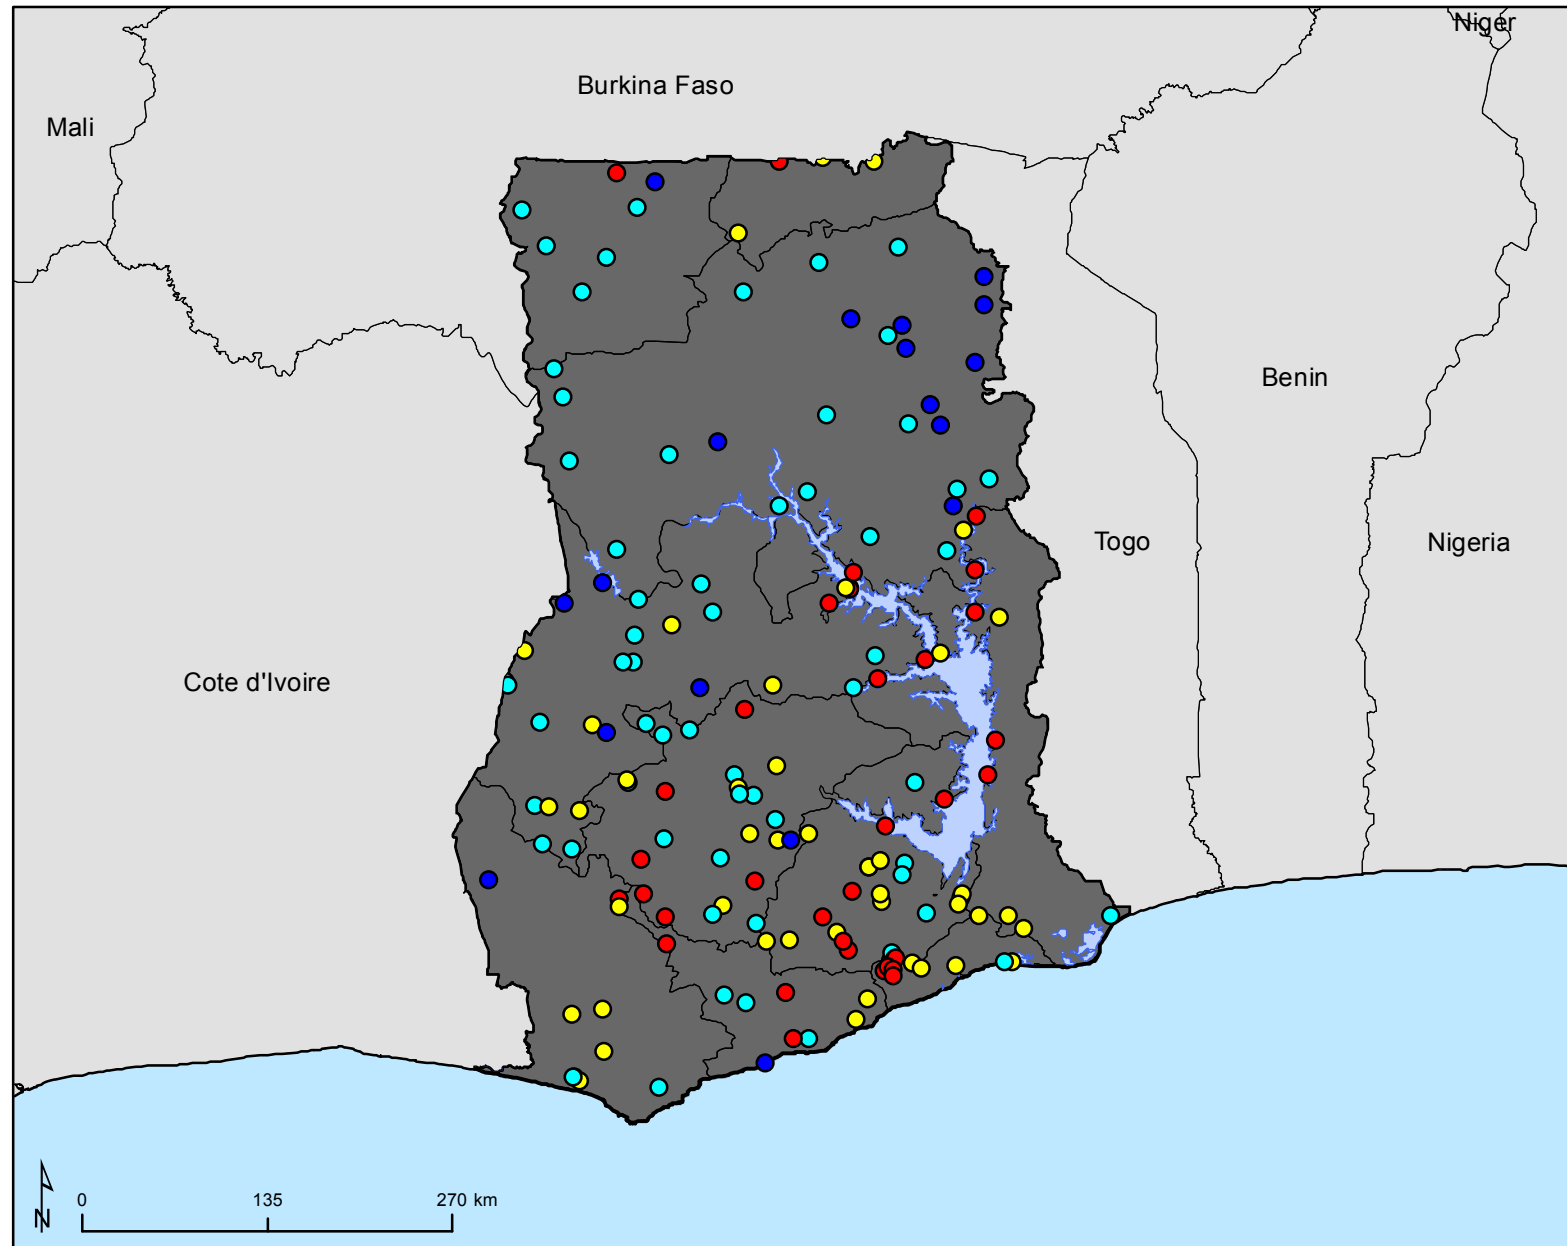 Niger
Burkina Faso
Mali
Benin
Togo
Nigeria
Cote d'Ivoire
0 135 270 km
N